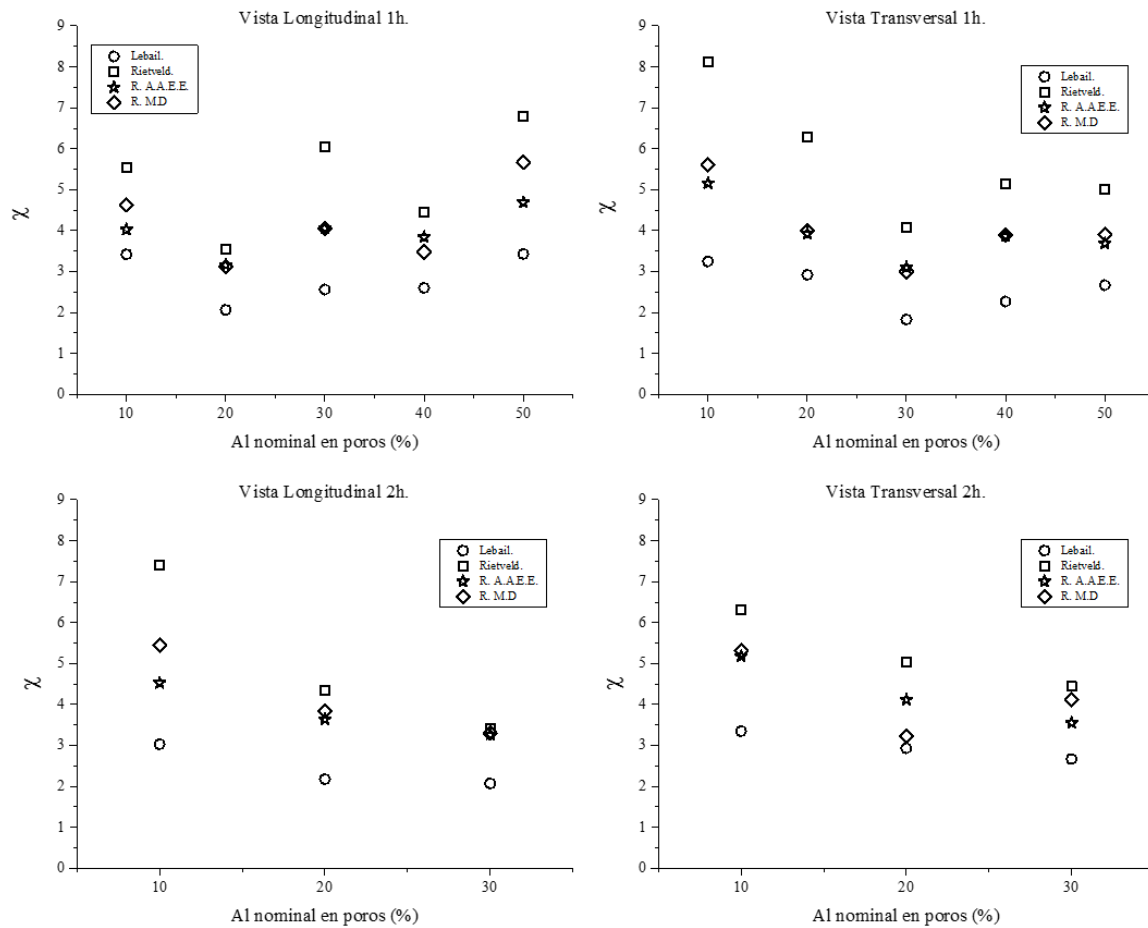 Vista Longitudinal 1h.
9
8
7
6
5
4
3
2
1
0
χ
Lebail.
Rietveld.
R. A.A.E.E.
R. M.D
10 20 30 40 50
Al nominal en poros (%)
Vista Transversal 1h.
9
8
7
6
5
4
3
2
1
0
χ
Lebail.
Rietveld.
R. A.A.E.E.
R. M.D
10 20 30 40 50
Al nominal en poros (%)
Vista Longitudinal 2h.
9
8
7
6
5
4
3
2
1
0
χ
Lebail.
Rietveld.
R. A.A.E.E.
R. M.D
10 20 30
Al nominal en poros (%)
Vista Transversal 2h.
9
8
7
6
5
4
3
2
1
0
χ
Lebail.
Rietveld.
R. A.A.E.E.
R. M.D
10 20 30
Al nominal en poros (%)